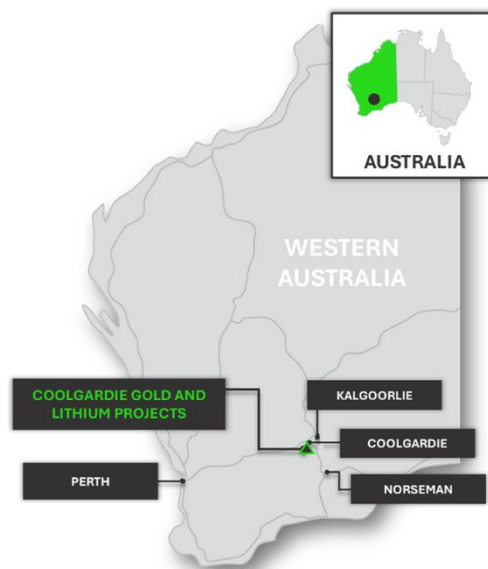 AUSTRALIA
WESTERN
AUSTRALIA
COOLGARDIE GOLD AND
LITHIUM PROJECTS
KALGOORLIE
COOLGARDIE
PERTH
NORSEMAN